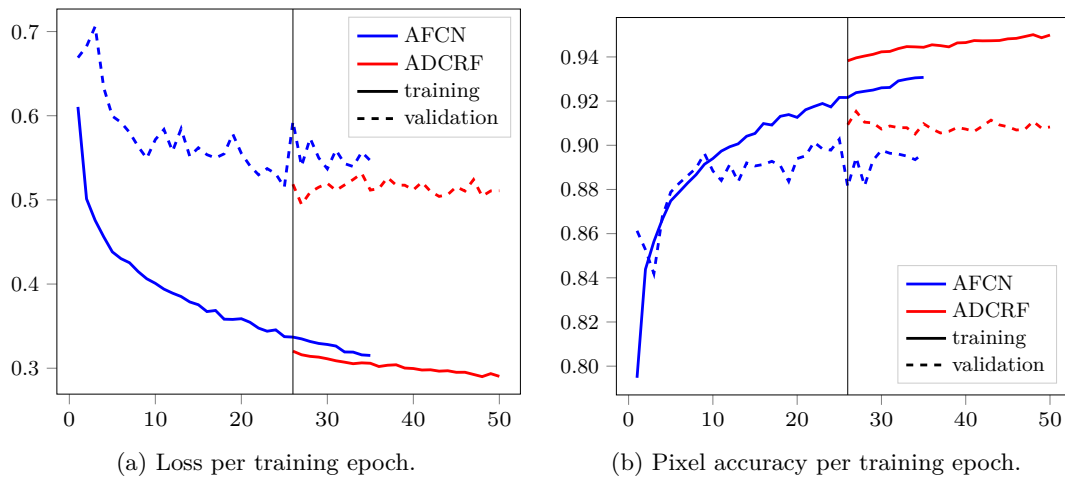 0.7
0.6
0.5
0.4
0.3
0
10
20
30
40
50
AFCN
ADCRF
training
validation
(a) Loss per training epoch.
0.94
0.92
0.90
0.88
0.86
0.84
0.82
0.80
0
10
20
30
40
50
AFCN
ADCRF
training
validation
(b) Pixel accuracy per training epoch.